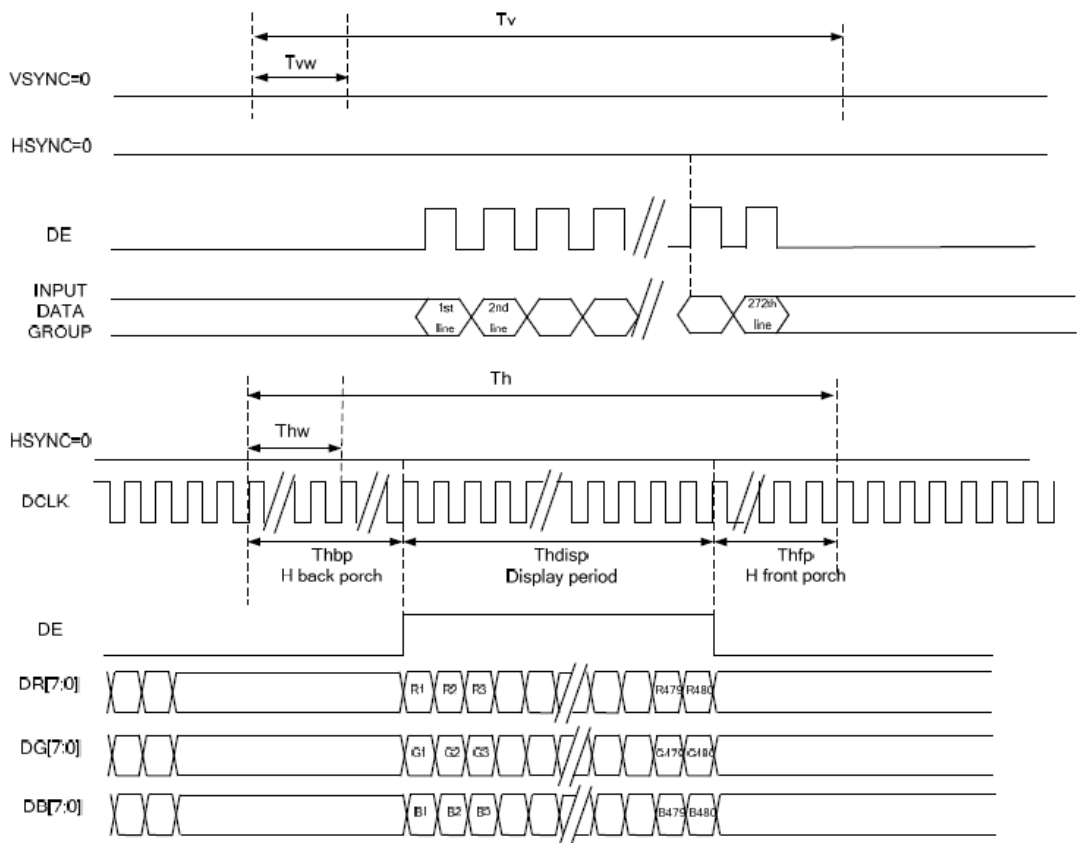 Tv
Tvw
VSYNC=0
HSYNC=0
DE
INPUT
DATA
GROUP
1st
line
2nd
line
272th
line
Th
Thw
HSYNC=0
DCLK
Thbp
H back porch
Thdisp
Display period
Thfp
H front porch
DE
DR[7:0]
R1 R2 R3 R479 R480
DG[7:0]
G1 G2 G3 G479 G480
DB[7:0]
B1 B2 B3 B479 B480